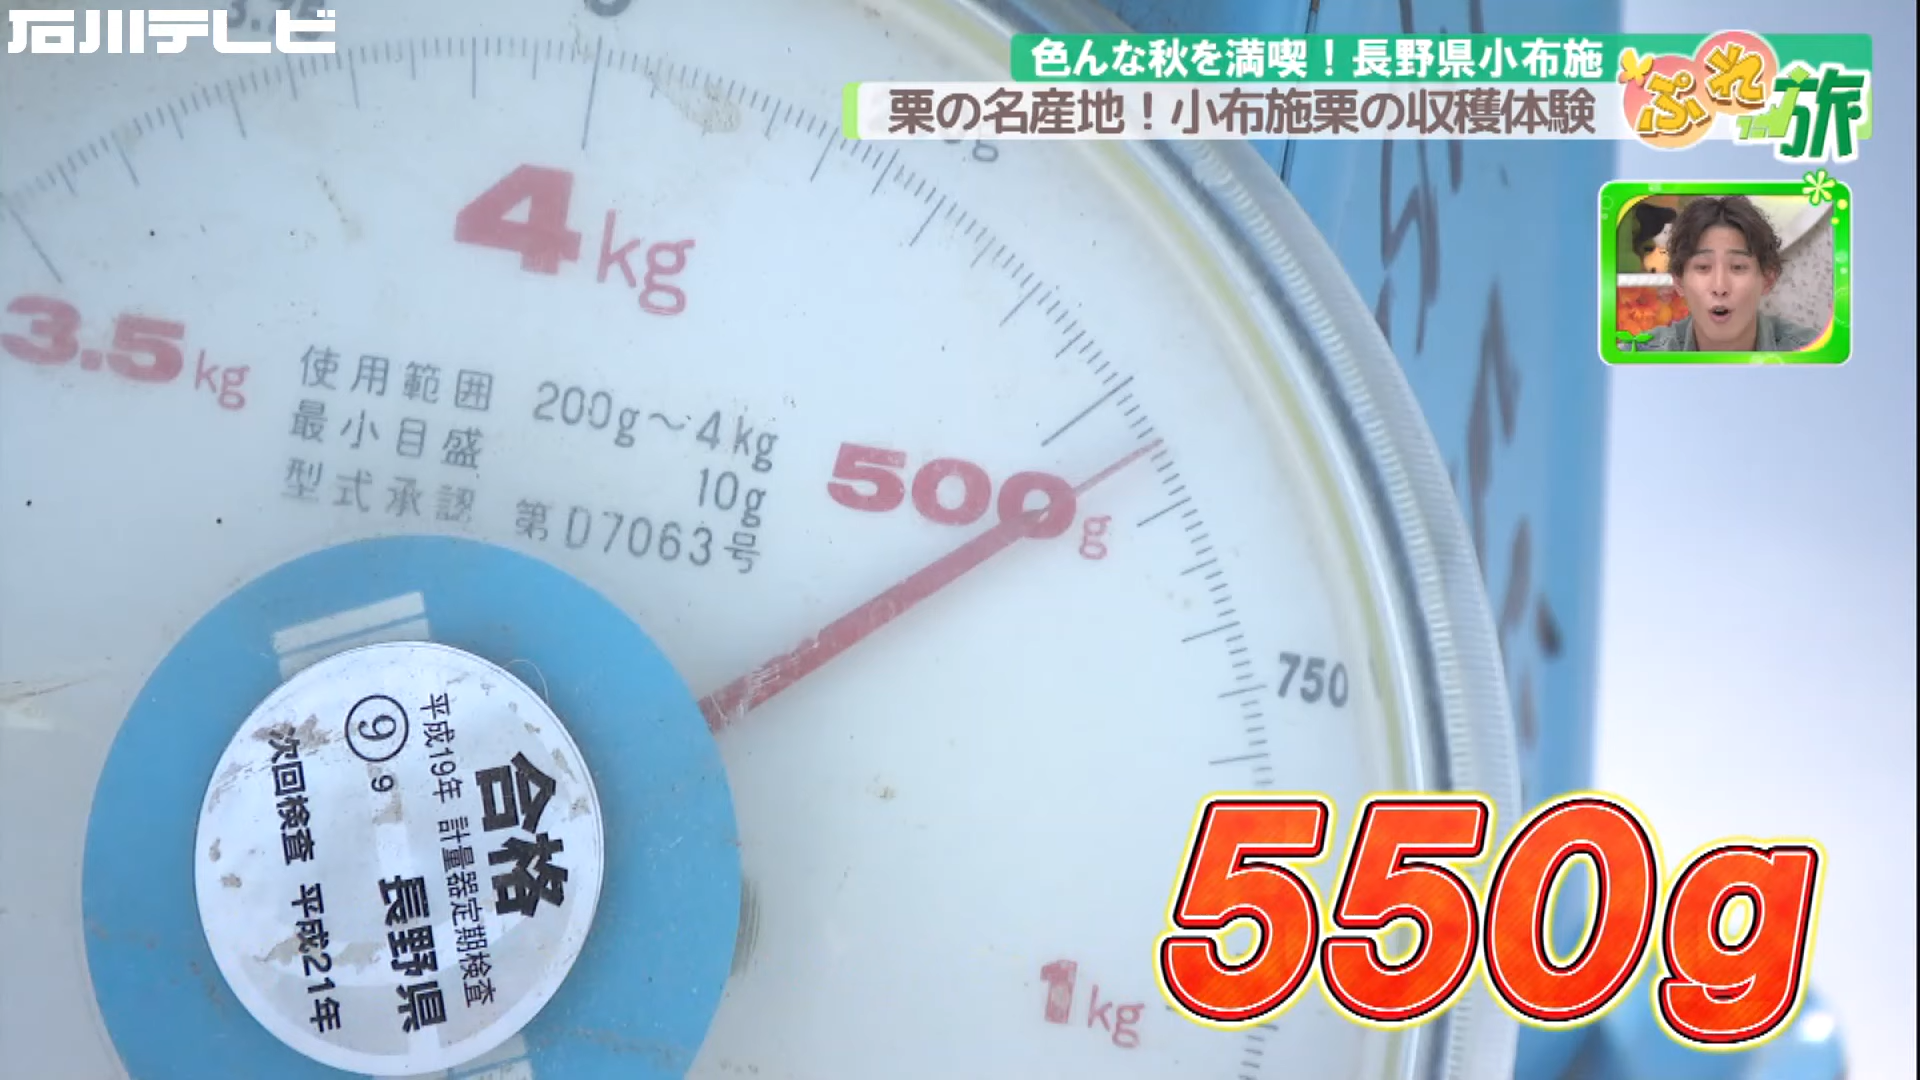 石川テレビ
色んな秋を満喫！長野県小布施
栗の名産地！小布施栗の収穫体験
ぷれ旅
4kg
3.5kg
使用範囲 200g～4kg
最小目盛 10g
型式承認 第D7063号
500g
750
1kg
合格
平成19年 計量器定期検査
⑨ 9 長野県
次回検査 平成21年
550g